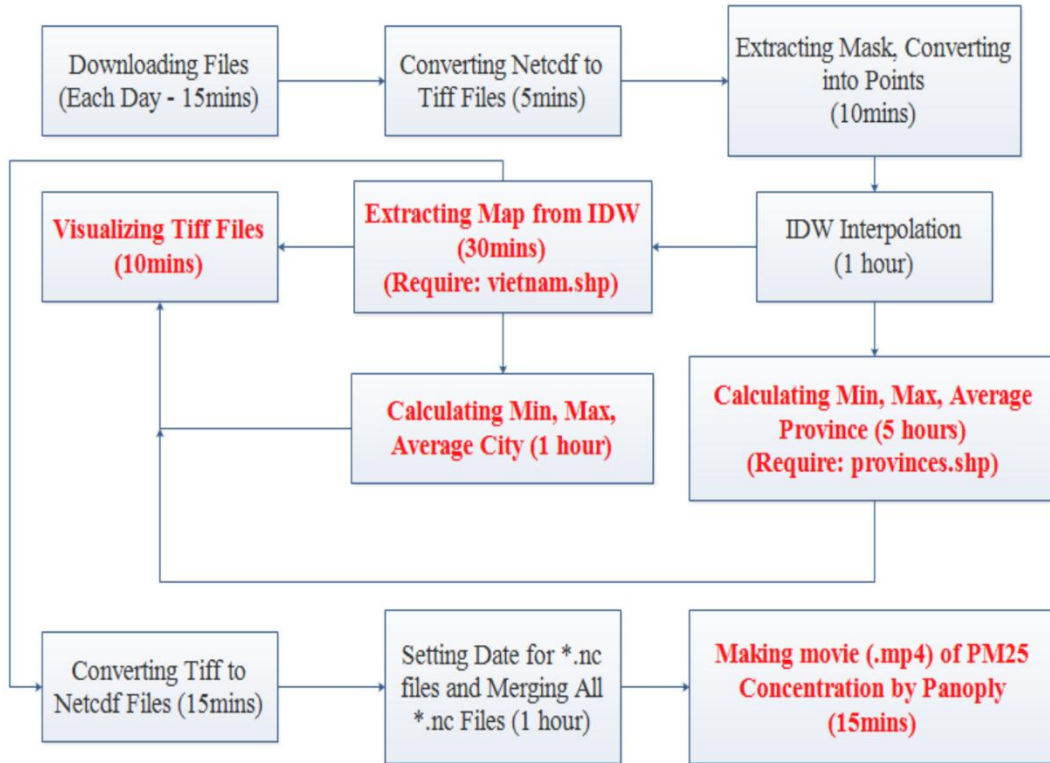 Downloading Files
(Each Day - 15mins)
Converting Netcdf to
Tiff Files (5mins)
Extracting Mask, Converting
into Points
(10mins)
Visualizing Tiff Files
(10mins)
Extracting Map from IDW
(30mins)
(Require: vietnam.shp)
IDW Interpolation
(1 hour)
Calculating Min, Max,
Average City (1 hour)
Calculating Min, Max, Average
Province (5 hours)
(Require: provinces.shp)
Converting Tiff to
Netcdf Files (15mins)
Setting Date for *.nc
files and Merging All
*.nc Files (1 hour)
Making movie (.mp4) of PM25
Concentration by Panoply
(15mins)